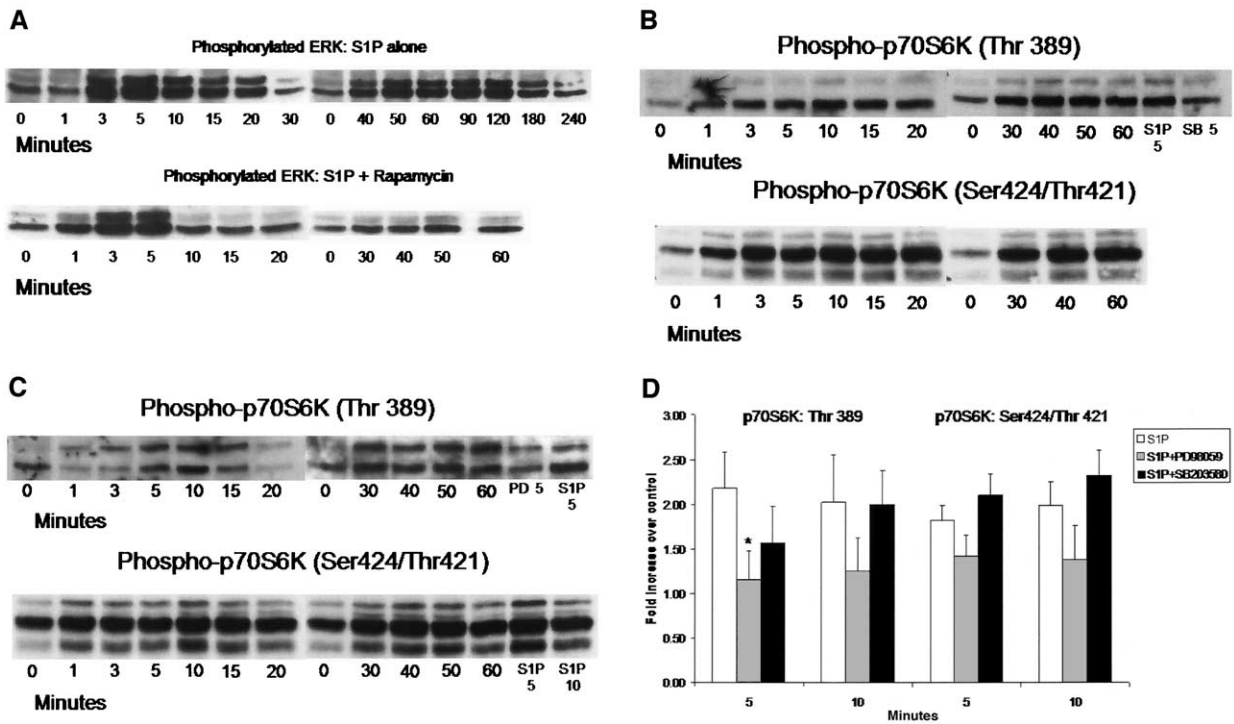 A
Phosphorylated ERK: S1P alone
0 1 3 5 10 15 20 30 0 40 50 60 90 120 180 240
Minutes
Phosphorylated ERK: S1P + Rapamycin
0 1 3 5 10 15 20 0 30 40 50 60
Minutes
B
Phospho-p70S6K (Thr 389)
0 1 3 5 10 15 20 0 30 40 50 60 S1P SB 5
5
Minutes
Phospho-p70S6K (Ser424/Thr421)
0 1 3 5 10 15 20 0 30 40 60
Minutes
C
Phospho-p70S6K (Thr 389)
0 1 3 5 10 15 20 0 30 40 50 60 PD 5 S1P
5
Minutes
Phospho-p70S6K (Ser424/Thr421)
0 1 3 5 10 15 20 0 30 40 50 60 S1P S1P
5 10
Minutes
D
p70S6K: Thr 389 p70S6K: Ser424/Thr 421
Fold Increase over control
3.00
2.50
2.00
1.50
1.00
0.50
0.00
*
5 10 5 10
Minutes
S1P
S1P+PD98059
S1P+SB203580